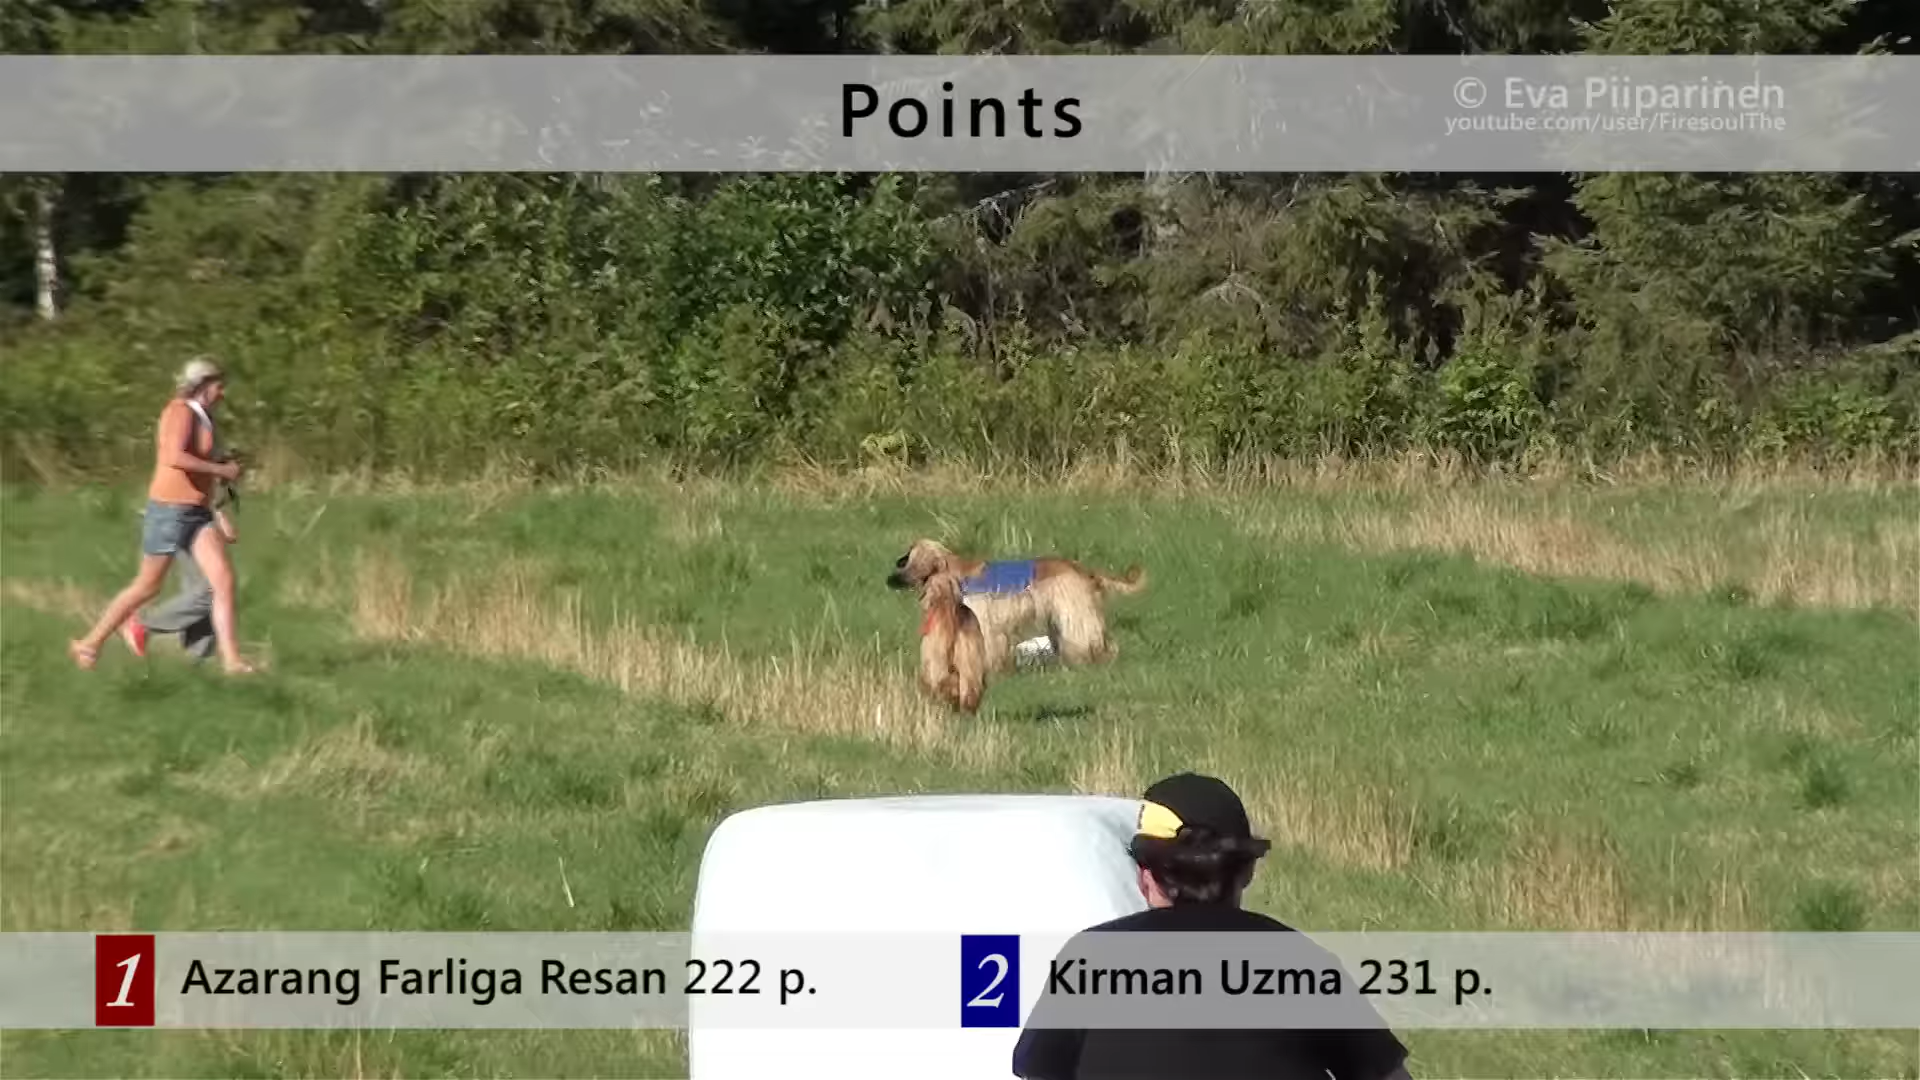 Points
© Eva Piiparinen
youtube.com/user/FiresoulThe
1 Azarang Farliga Resan 222 p.
2 Kirman Uzma 231 p.